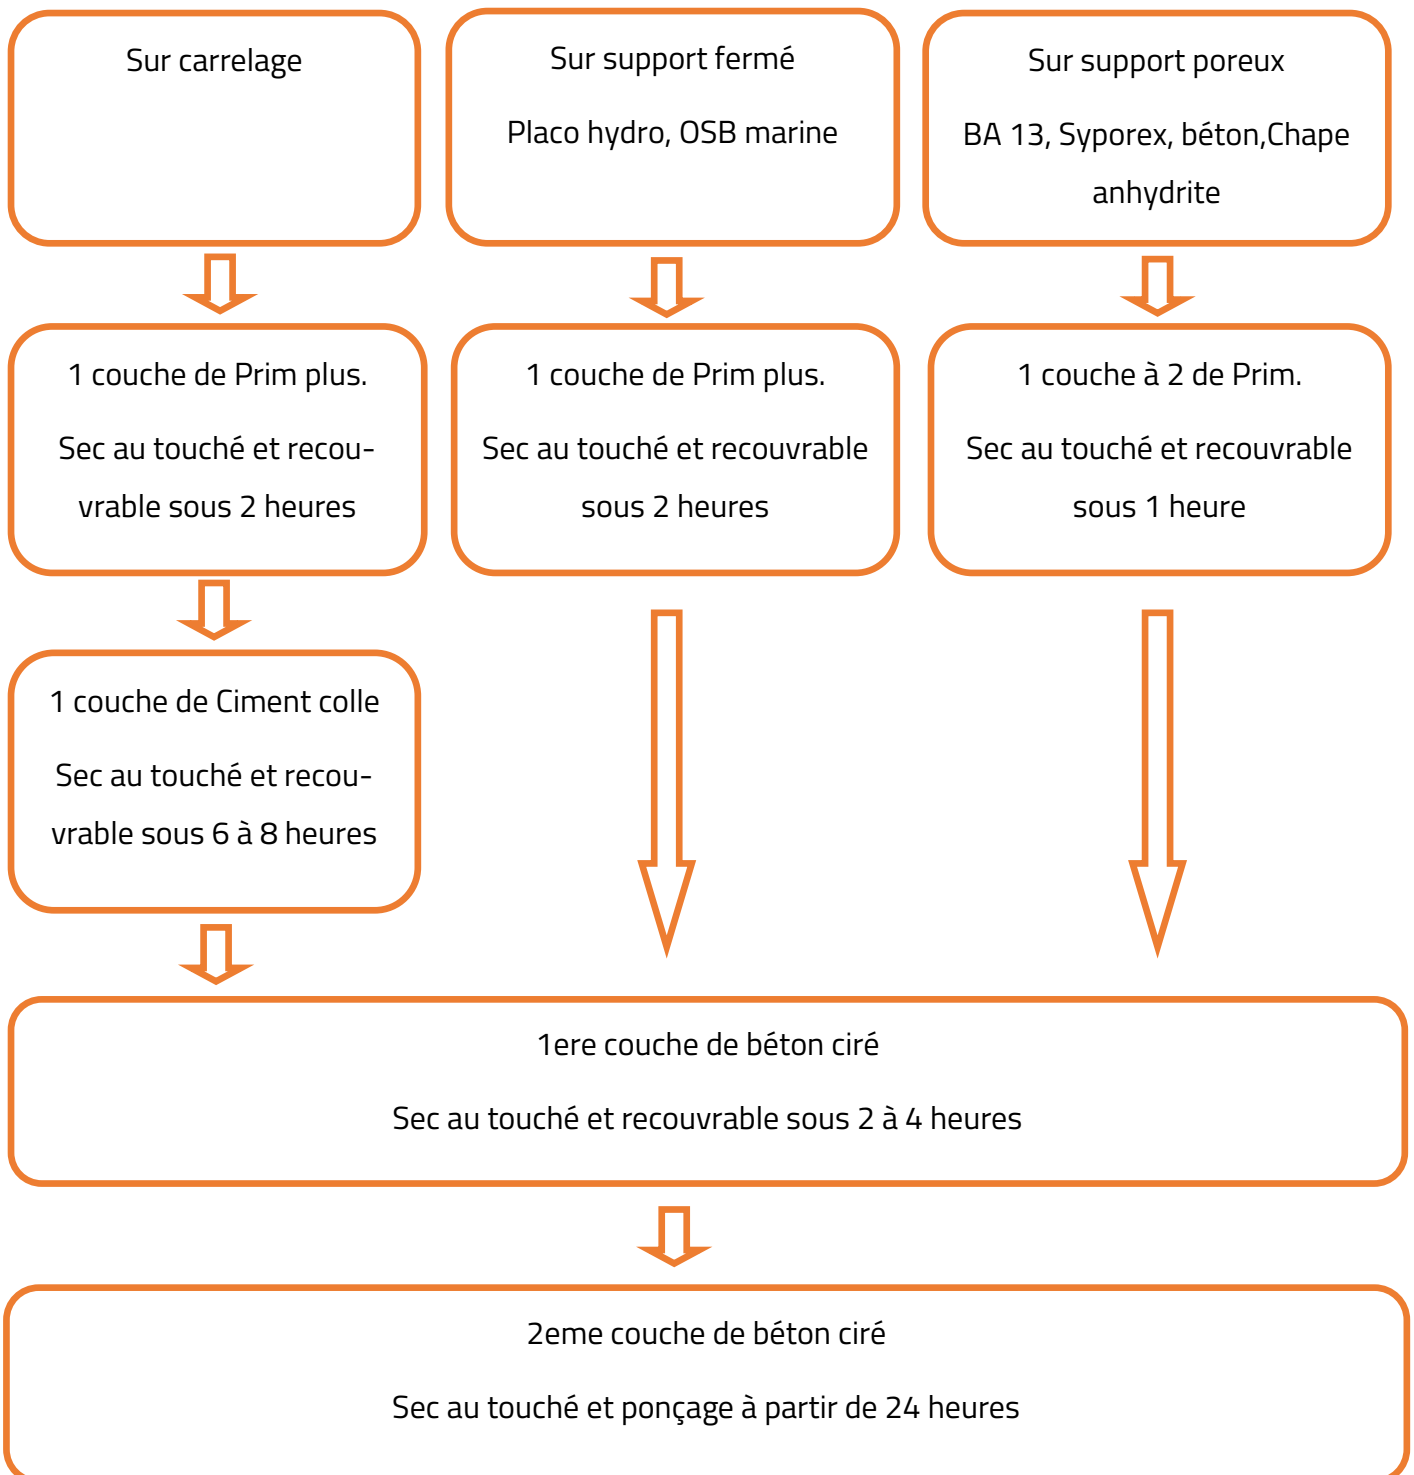 Sur carrelage
Sur support fermé
Placo hydro, OSB marine
Sur support poreux
BA 13, Syporex, béton,Chape
anhydrite
1 couche de Prim plus.
Sec au touché et recou-
vrable sous 2 heures
1 couche de Prim plus.
Sec au touché et recouvrable
sous 2 heures
1 couche à 2 de Prim.
Sec au touché et recouvrable
sous 1 heure
1 couche de Ciment colle
Sec au touché et recou-
vrable sous 6 à 8 heures
1ere couche de béton ciré
Sec au touché et recouvrable sous 2 à 4 heures
2eme couche de béton ciré
Sec au touché et ponçage à partir de 24 heures